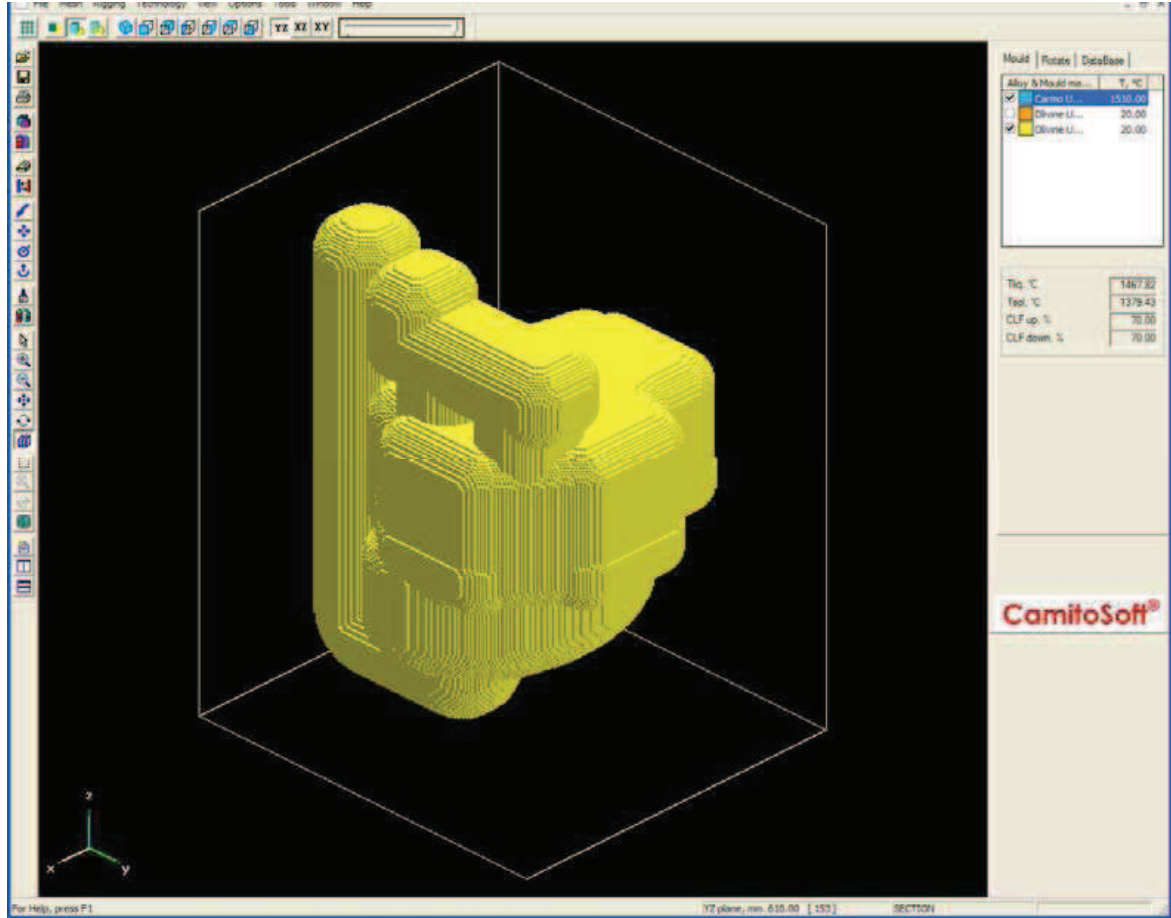 File Mesh Rigging Technology View Options Tools Window Help
YZ XZ XY
Mould Rotate DataBase
Alloy & Mould ma... T, °C
Carmo U... 1510.00
Olivine U... 20.00
Olivine U... 20.00
Tliq, °C 1467.82
Tsol, °C 1379.43
CLF up, % 70.00
CLF down, % 70.00
CamitoSoft®
z
x
y
For Help, press F1
YZ plane, mm. 610.00 [ 153 ]
SECTION